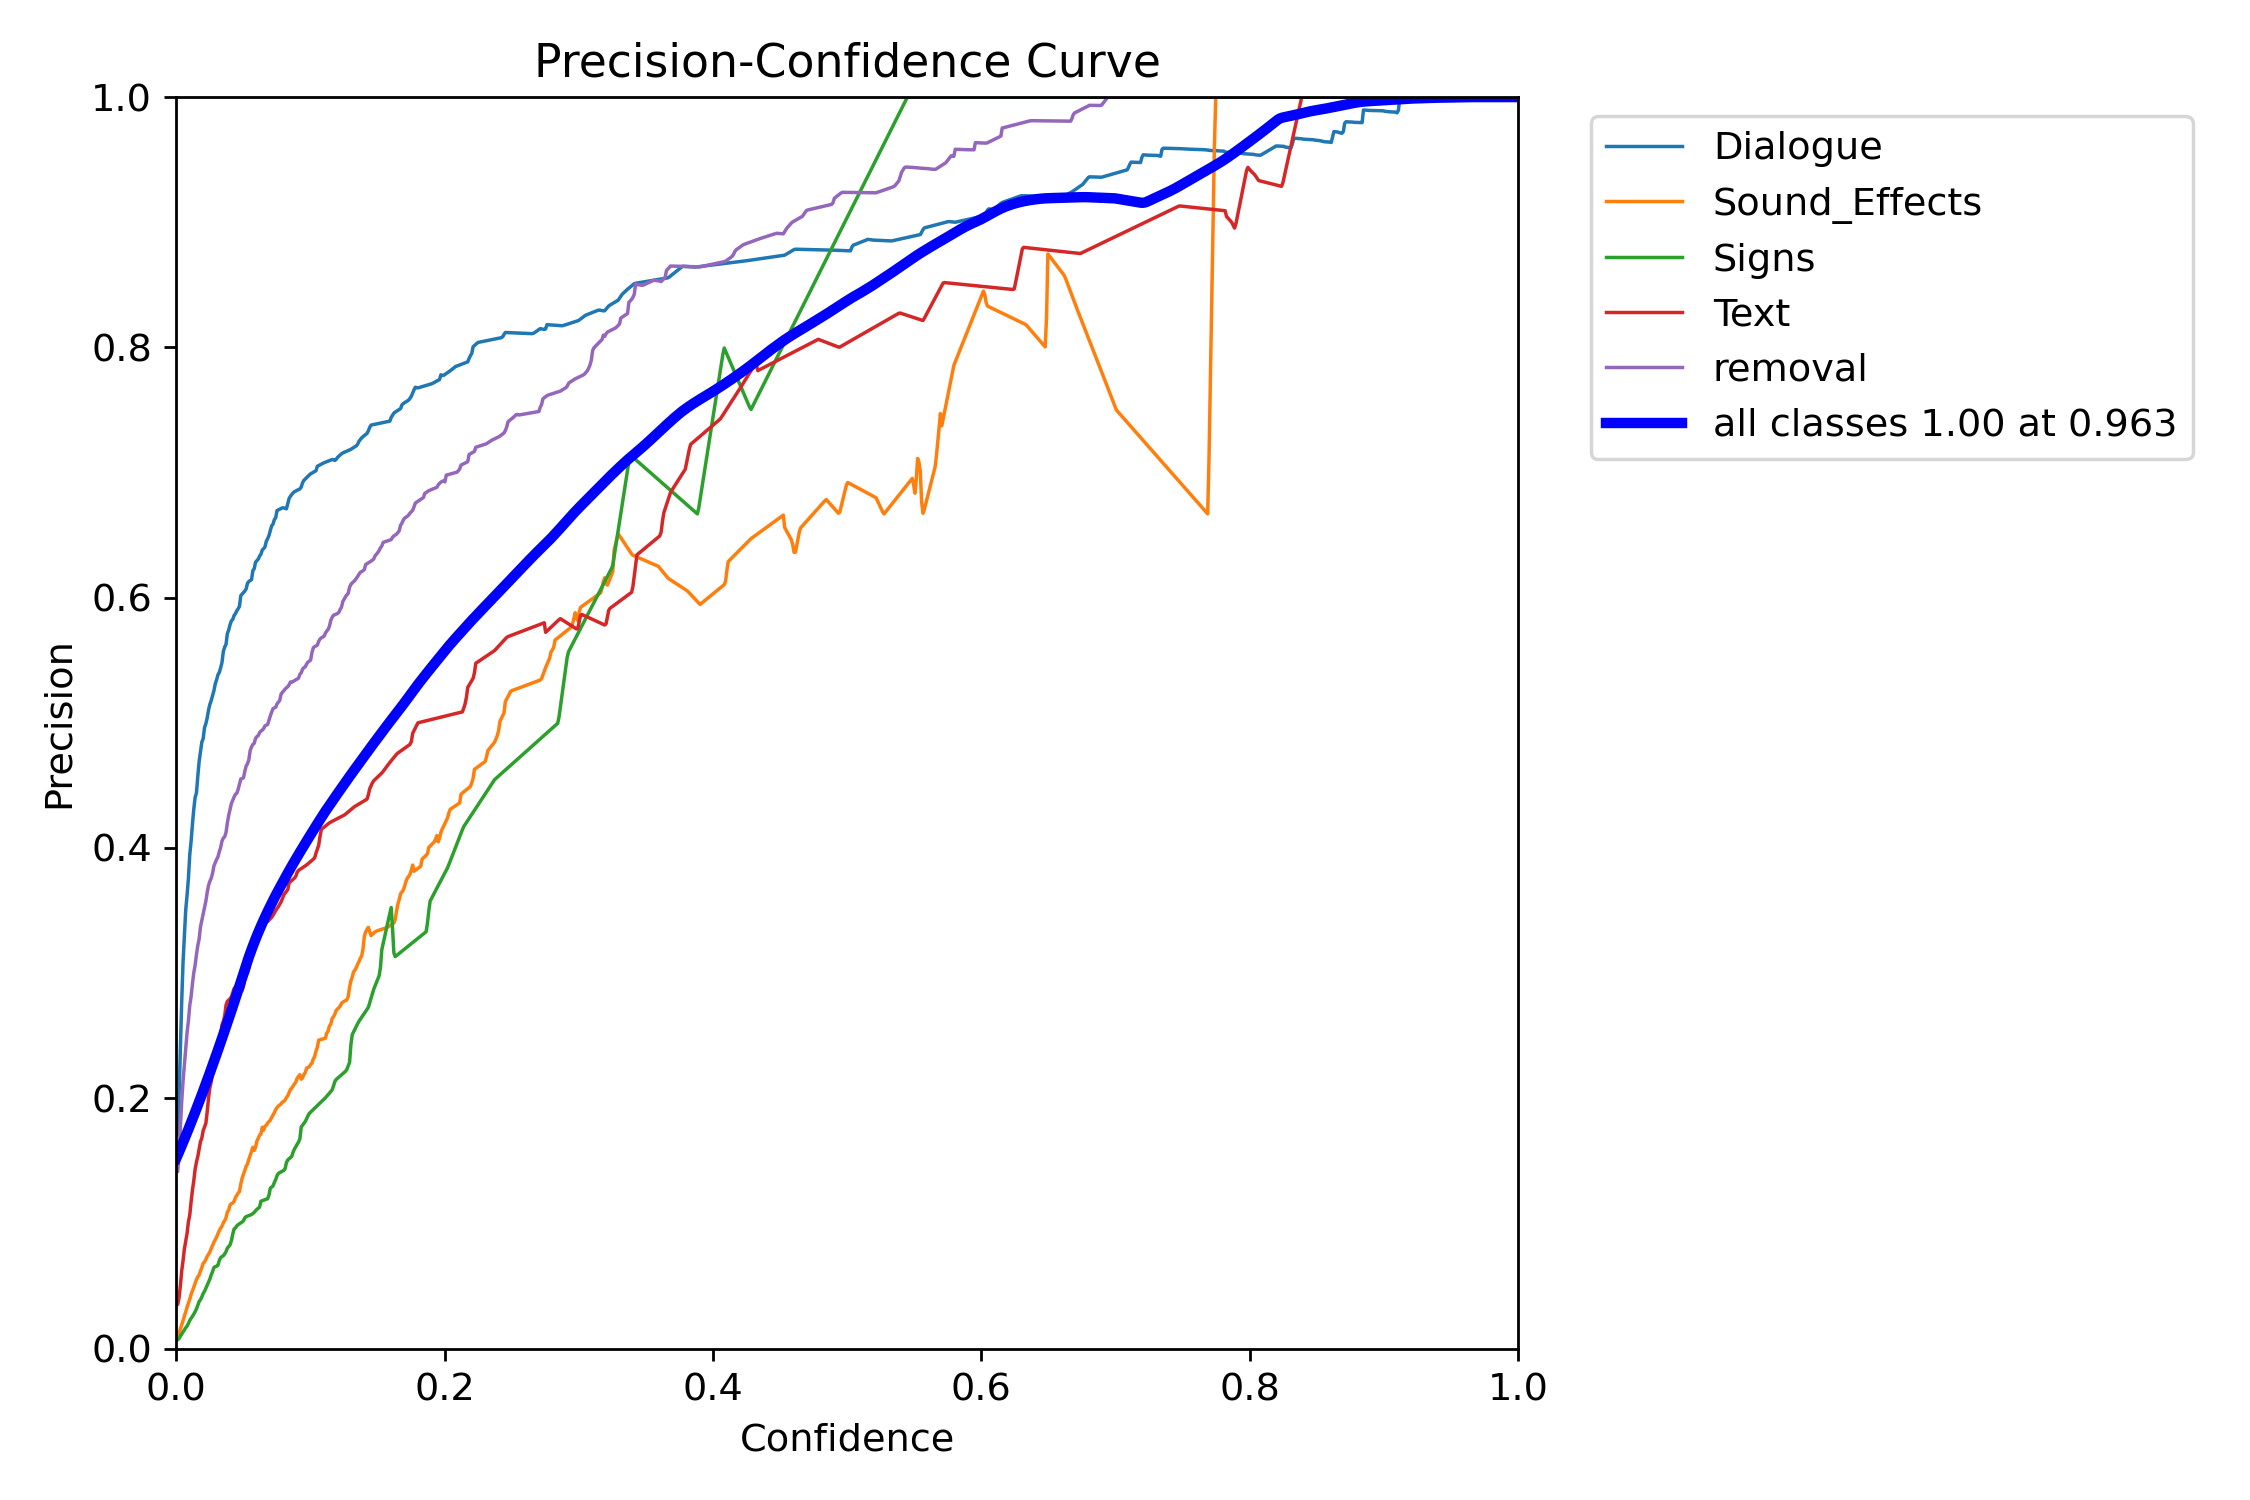 Precision-Confidence Curve
1.0
0.8
0.6
0.4
0.2
0.0
Precision
0.0 0.2 0.4 0.6 0.8 1.0
Confidence
Dialogue
Sound_Effects
Signs
Text
removal
all classes 1.00 at 0.963